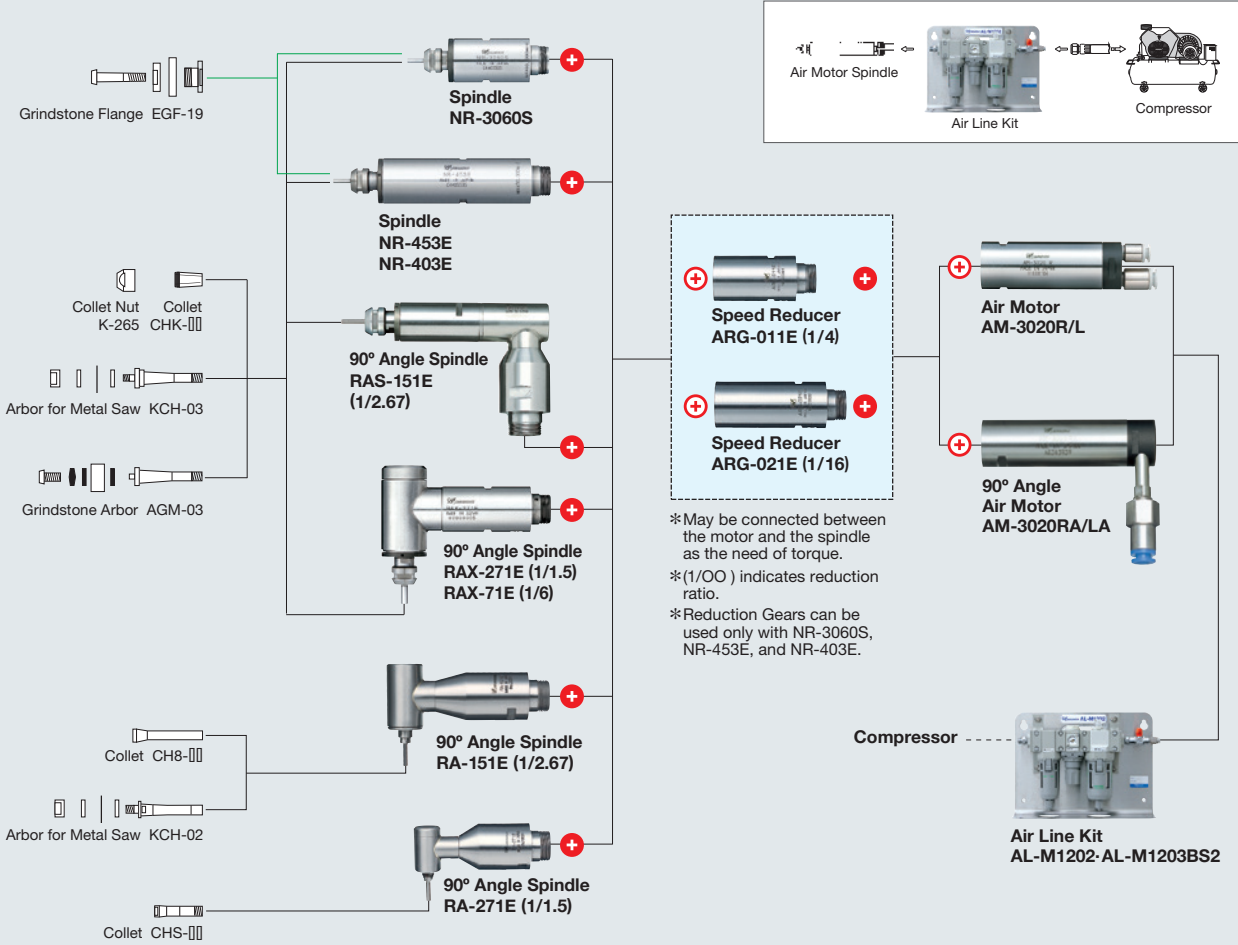 Grindstone Flange EGF-19
Spindle
NR-3060S
Air Motor Spindle
Air Line Kit
Compressor
Spindle
NR-453E
NR-403E
Collet Nut
K-265
Collet
CHK-▯▯
90º Angle Spindle
RAS-151E
(1/2.67)
Arbor for Metal Saw KCH-03
Grindstone Arbor AGM-03
90º Angle Spindle
RAX-271E (1/1.5)
RAX-71E (1/6)
Speed Reducer
ARG-011E (1/4)
Speed Reducer
ARG-021E (1/16)
✻May be connected between
the motor and the spindle
as the need of torque.
✻(1/OO ) indicates reduction
ratio.
✻Reduction Gears can be
used only with NR-3060S,
NR-453E, and NR-403E.
Air Motor
AM-3020R/L
90º Angle
Air Motor
AM-3020RA/LA
90º Angle Spindle
RA-151E (1/2.67)
Collet CH8-▯▯
Arbor for Metal Saw KCH-02
90º Angle Spindle
RA-271E (1/1.5)
Collet CHS-▯▯
Compressor
AL-M1202
Air Line Kit
AL-M1202·AL-M1203BS2